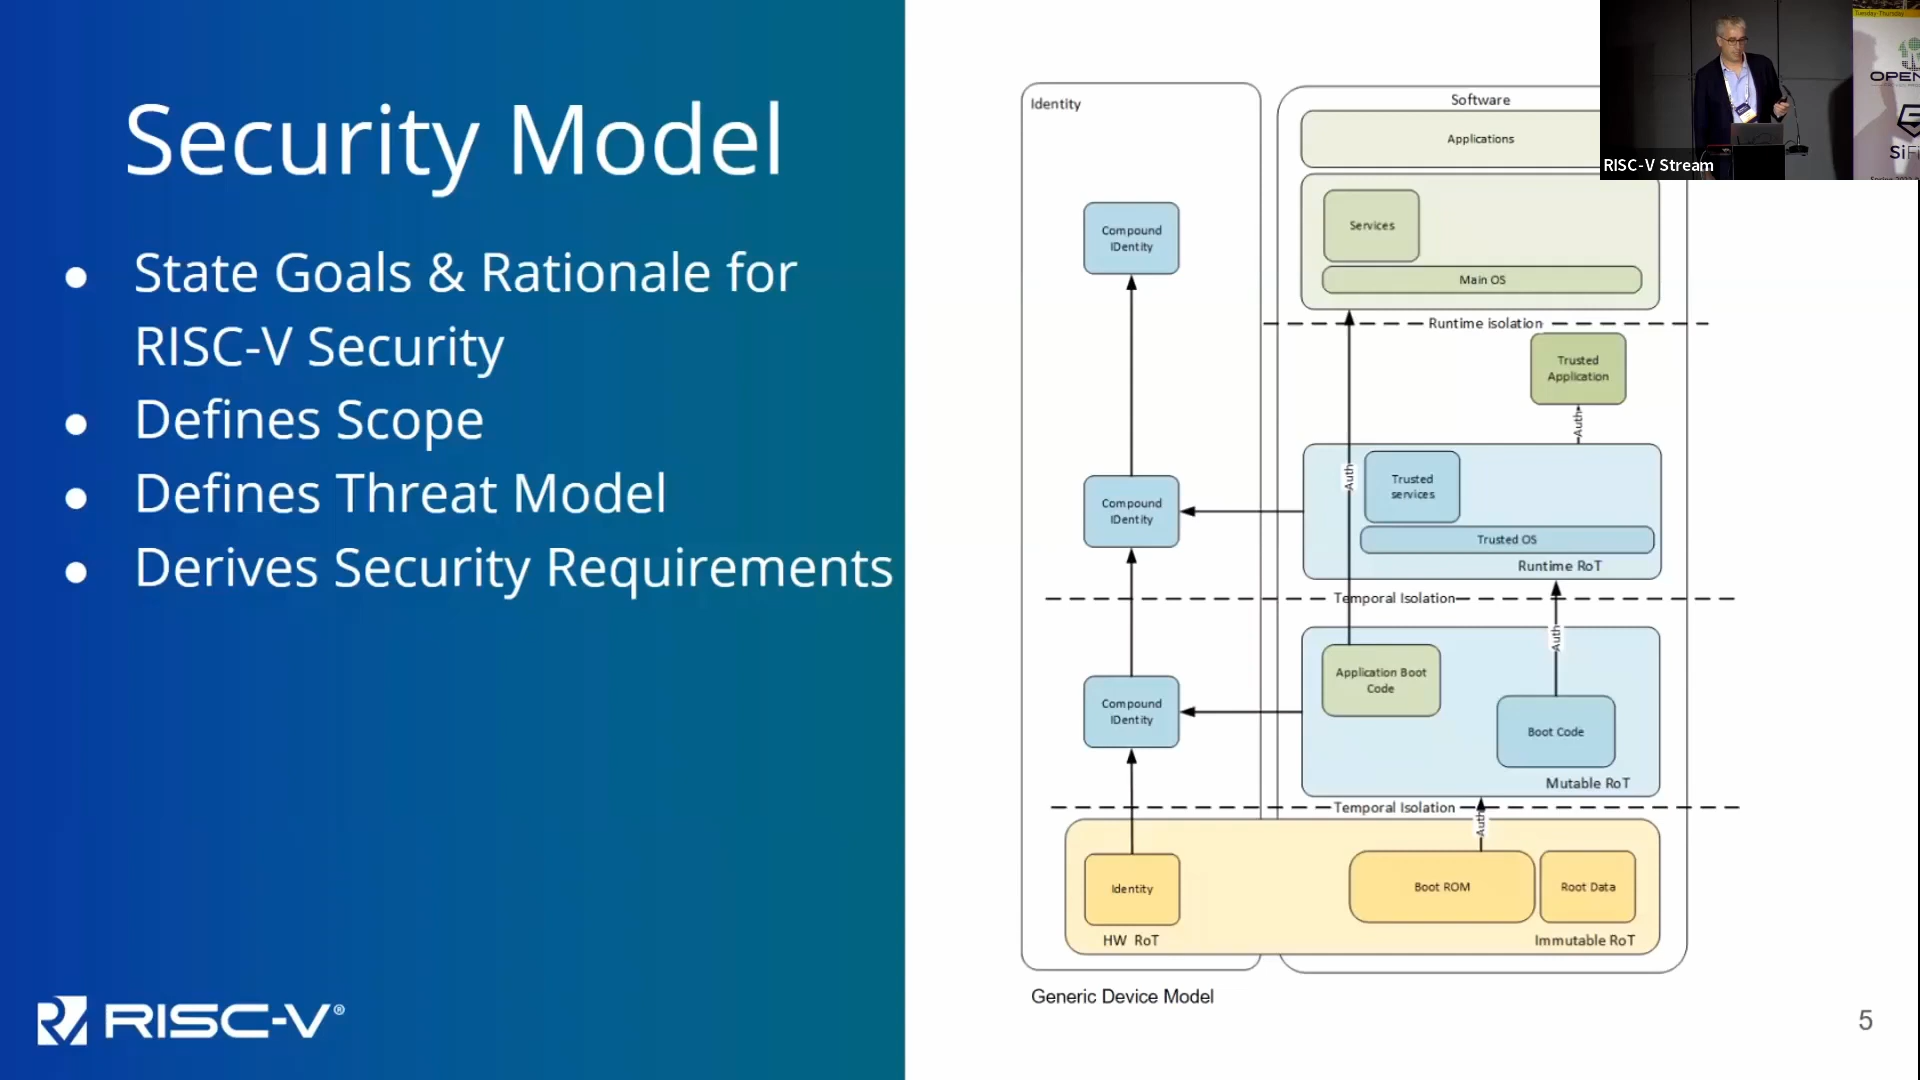 Security Model
State Goals & Rationale for
RISC-V Security
Defines Scope
Defines Threat Model
Derives Security Requirements
RISC-V®
Identity
Compound
IDentity
Compound
IDentity
Compound
IDentity
Identity
HW RoT
Software
Applications
Services
Main OS
Runtime isolation
Trusted
Application
Auth
Auth
Trusted
services
Trusted OS
Runtime RoT
Temporal Isolation
Auth
Application Boot
Code
Boot Code
Mutable RoT
Temporal Isolation
Auth
Boot ROM
Root Data
Immutable RoT
Generic Device Model
5
RISC-V Stream
Tuesday-Thursday
OPEN
SiFi